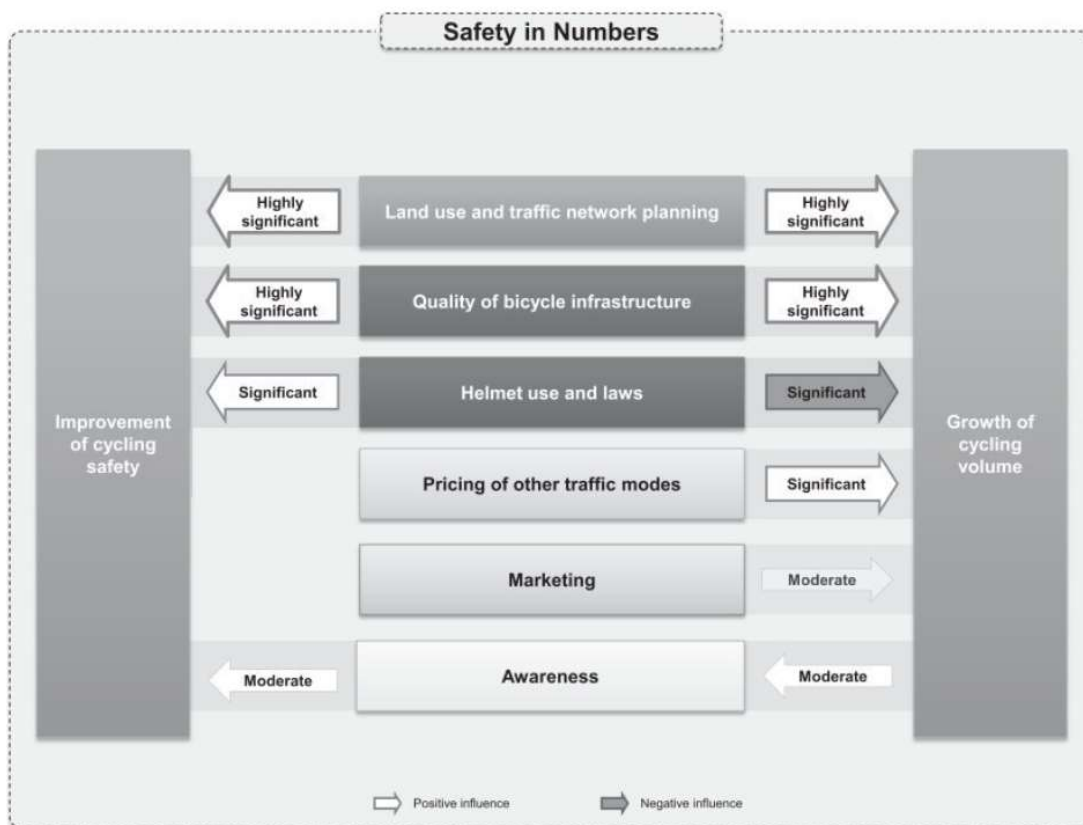 Safety in Numbers
Highly
significant
Land use and traffic network planning
Highly
significant
Highly
significant
Quality of bicycle infrastructure
Highly
significant
Significant
Helmet use and laws
Significant
Improvement
of cycling
safety
Growth of
cycling
volume
Pricing of other traffic modes
Significant
Marketing
Moderate
Moderate
Awareness
Moderate
Positive influence
Negative influence